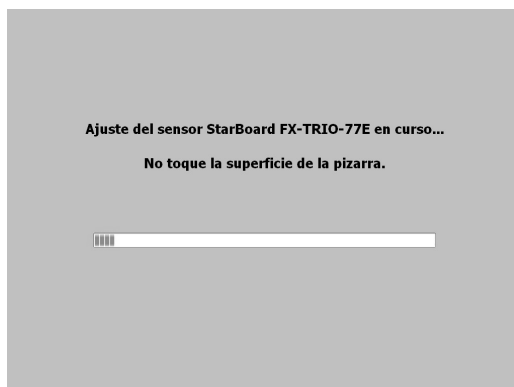 Ajuste del sensor StarBoard FX-TRIO-77E en curso...
No toque la superficie de la pizarra.